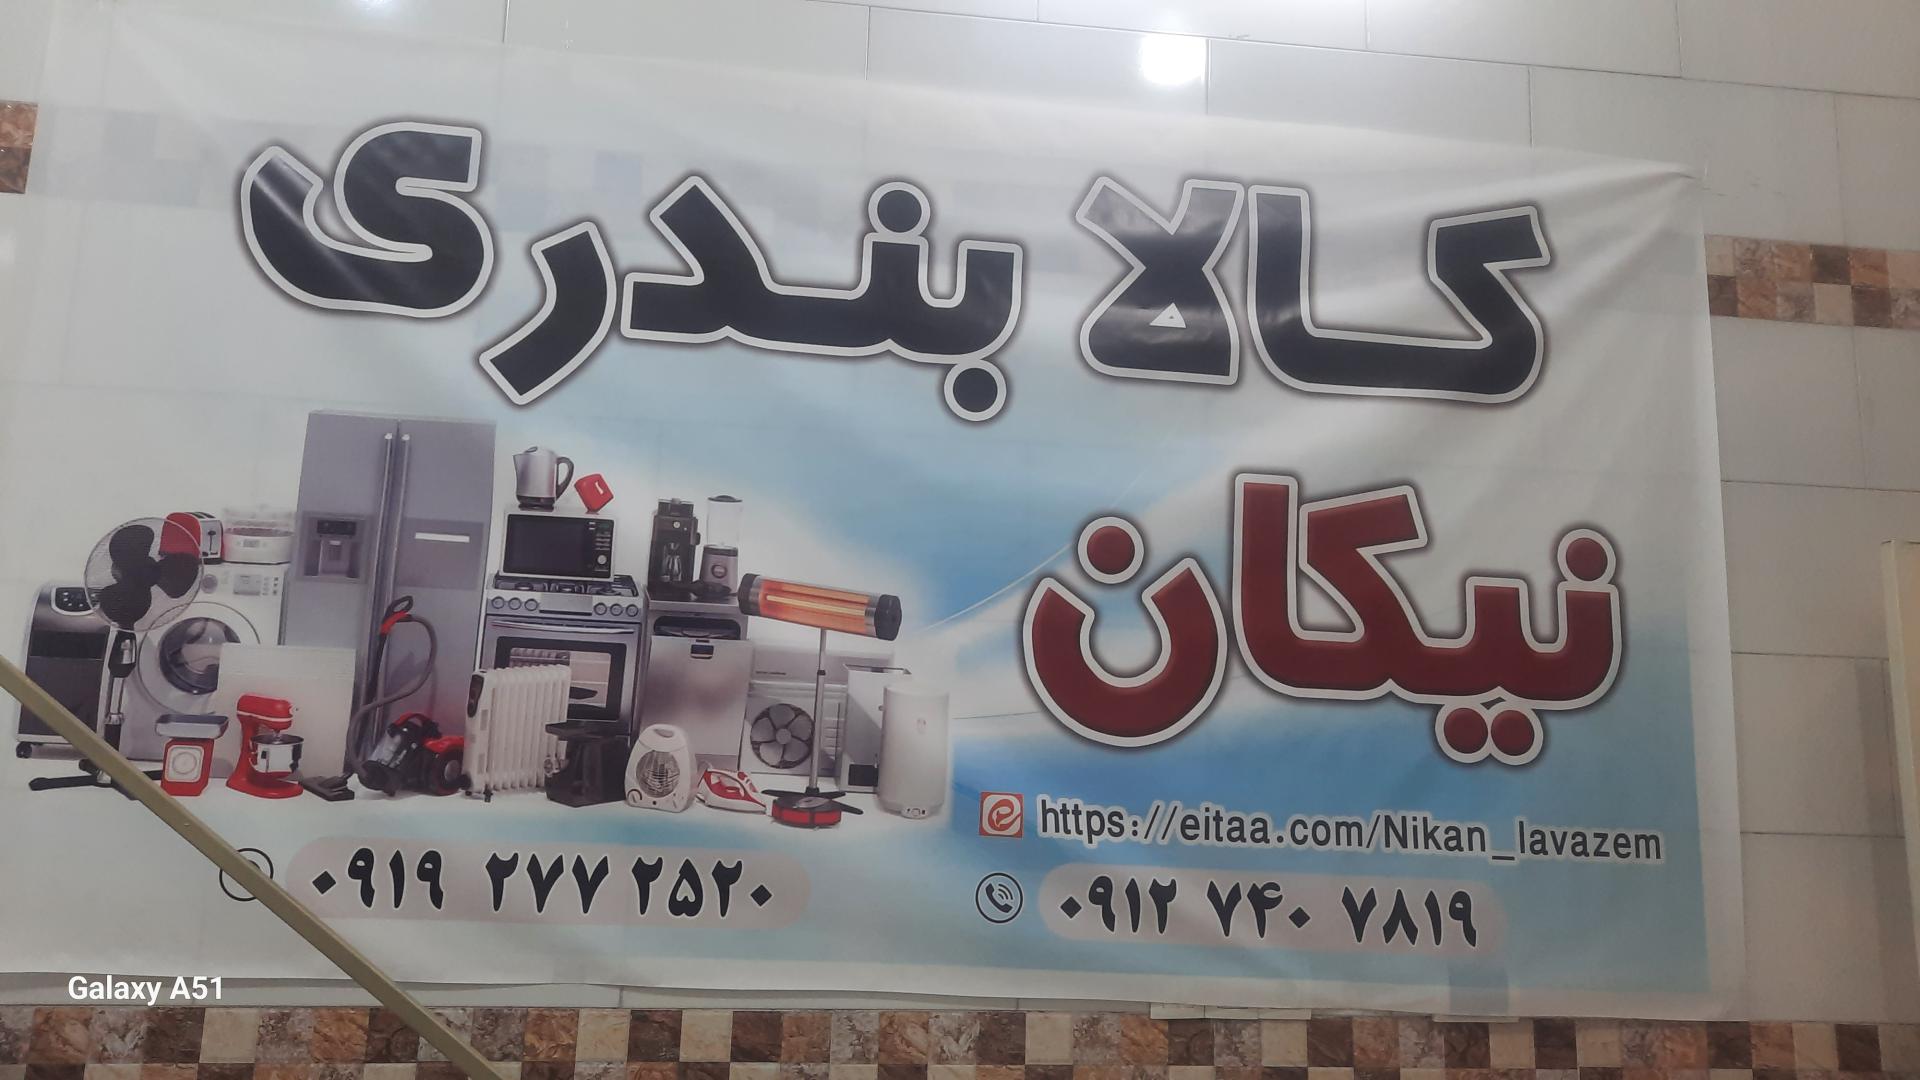 کالا بندری
نیکان
https://eitaa.com/Nikan_lavazem
۰۹۱۹ ۲۷۷ ۲۵۲۰
۰۹۱۲ ۷۴۰ ۷۸۱۹
Galaxy A51